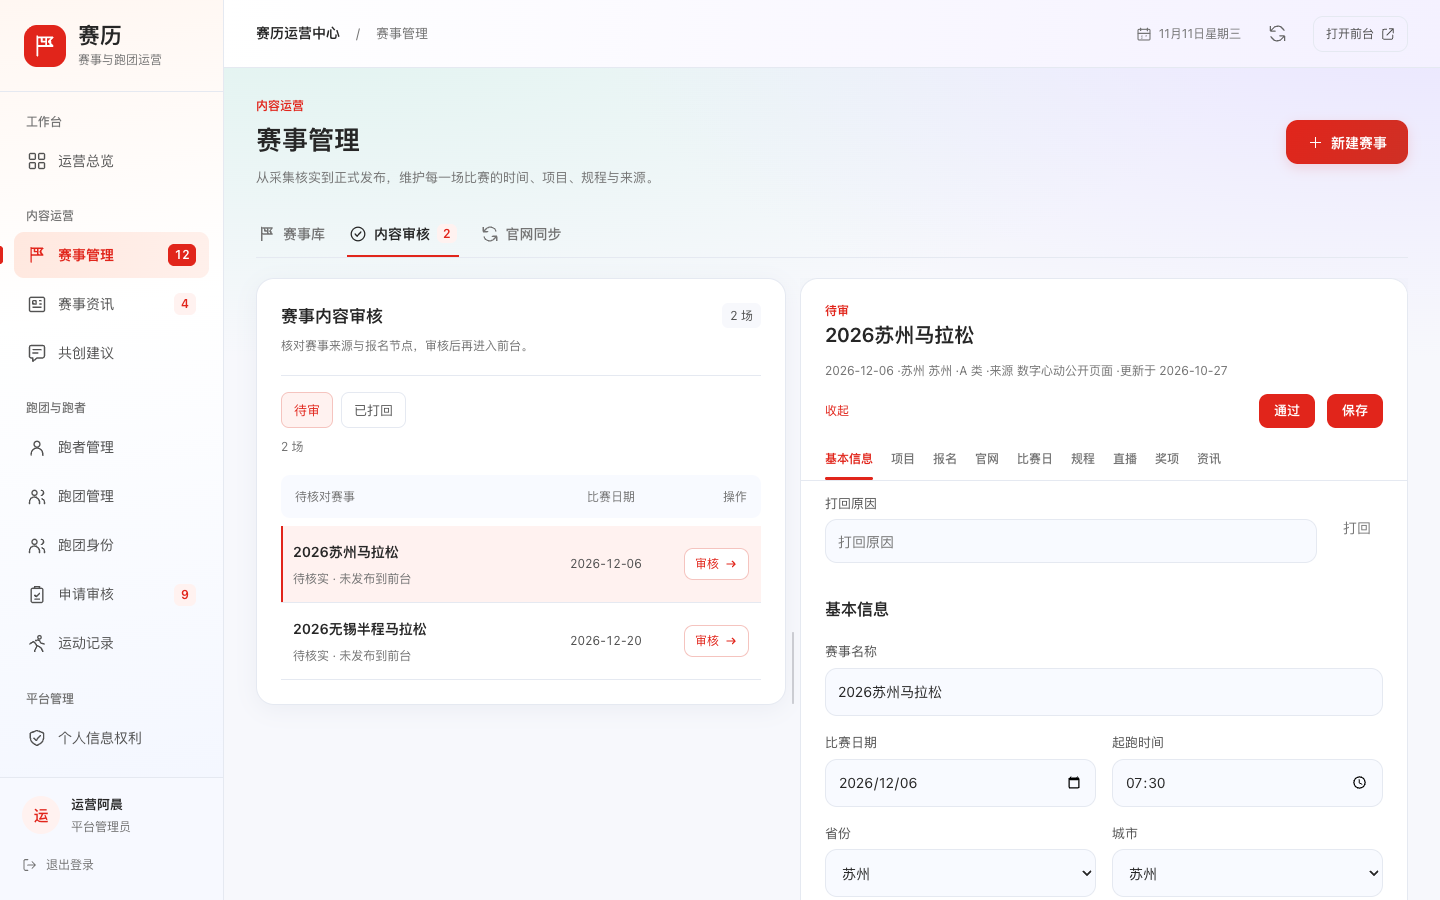 赛历
赛事与跑团运营
工作台
运营总览
内容运营
赛事管理 12
赛事资讯 4
共创建议
跑团与跑者
跑者管理
跑团管理
跑团身份
申请审核 9
运动记录
平台管理
个人信息权利
运 运营阿晨
平台管理员
退出登录
赛历运营中心 / 赛事管理
11月11日星期三
打开前台
内容运营
赛事管理
从采集核实到正式发布，维护每一场比赛的时间、项目、规程与来源。
新建赛事
赛事库 内容审核 2 官网同步
赛事内容审核 2 场
核对赛事来源与报名节点，审核后再进入前台。
待审 已打回
2 场
待核对赛事 比赛日期 操作
2026苏州马拉松
待核实 · 未发布到前台
2026-12-06 审核 →
2026无锡半程马拉松
待核实 · 未发布到前台
2026-12-20 审核 →
待审
2026苏州马拉松
2026-12-06 ·苏州 苏州 ·A 类 ·来源 数字心动公开页面 ·更新于 2026-10-27
收起 通过 保存
基本信息 项目 报名 官网 比赛日 规程 直播 奖项 资讯
打回原因
打回原因 打回
基本信息
赛事名称
2026苏州马拉松
比赛日期 起跑时间
2026/12/06 07:30
省份 城市
苏州 苏州